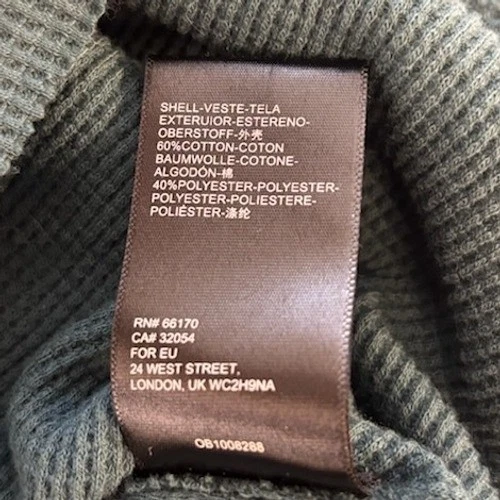 SHELL-VESTE-TELA
EXTERUIOR-ESTERENO-
OBERSTOFF-外壳
60%COTTON-COTON
BAUMWOLLE-COTONE-
ALGODÓN-棉
40%POLYESTER-POLYESTER-
POLYESTER-POLIESTERE-
POLIÉSTER-涤纶
RN# 66170
CA# 32054
FOR EU
24 WEST STREET,
LONDON, UK WC2H9NA
OB1008288